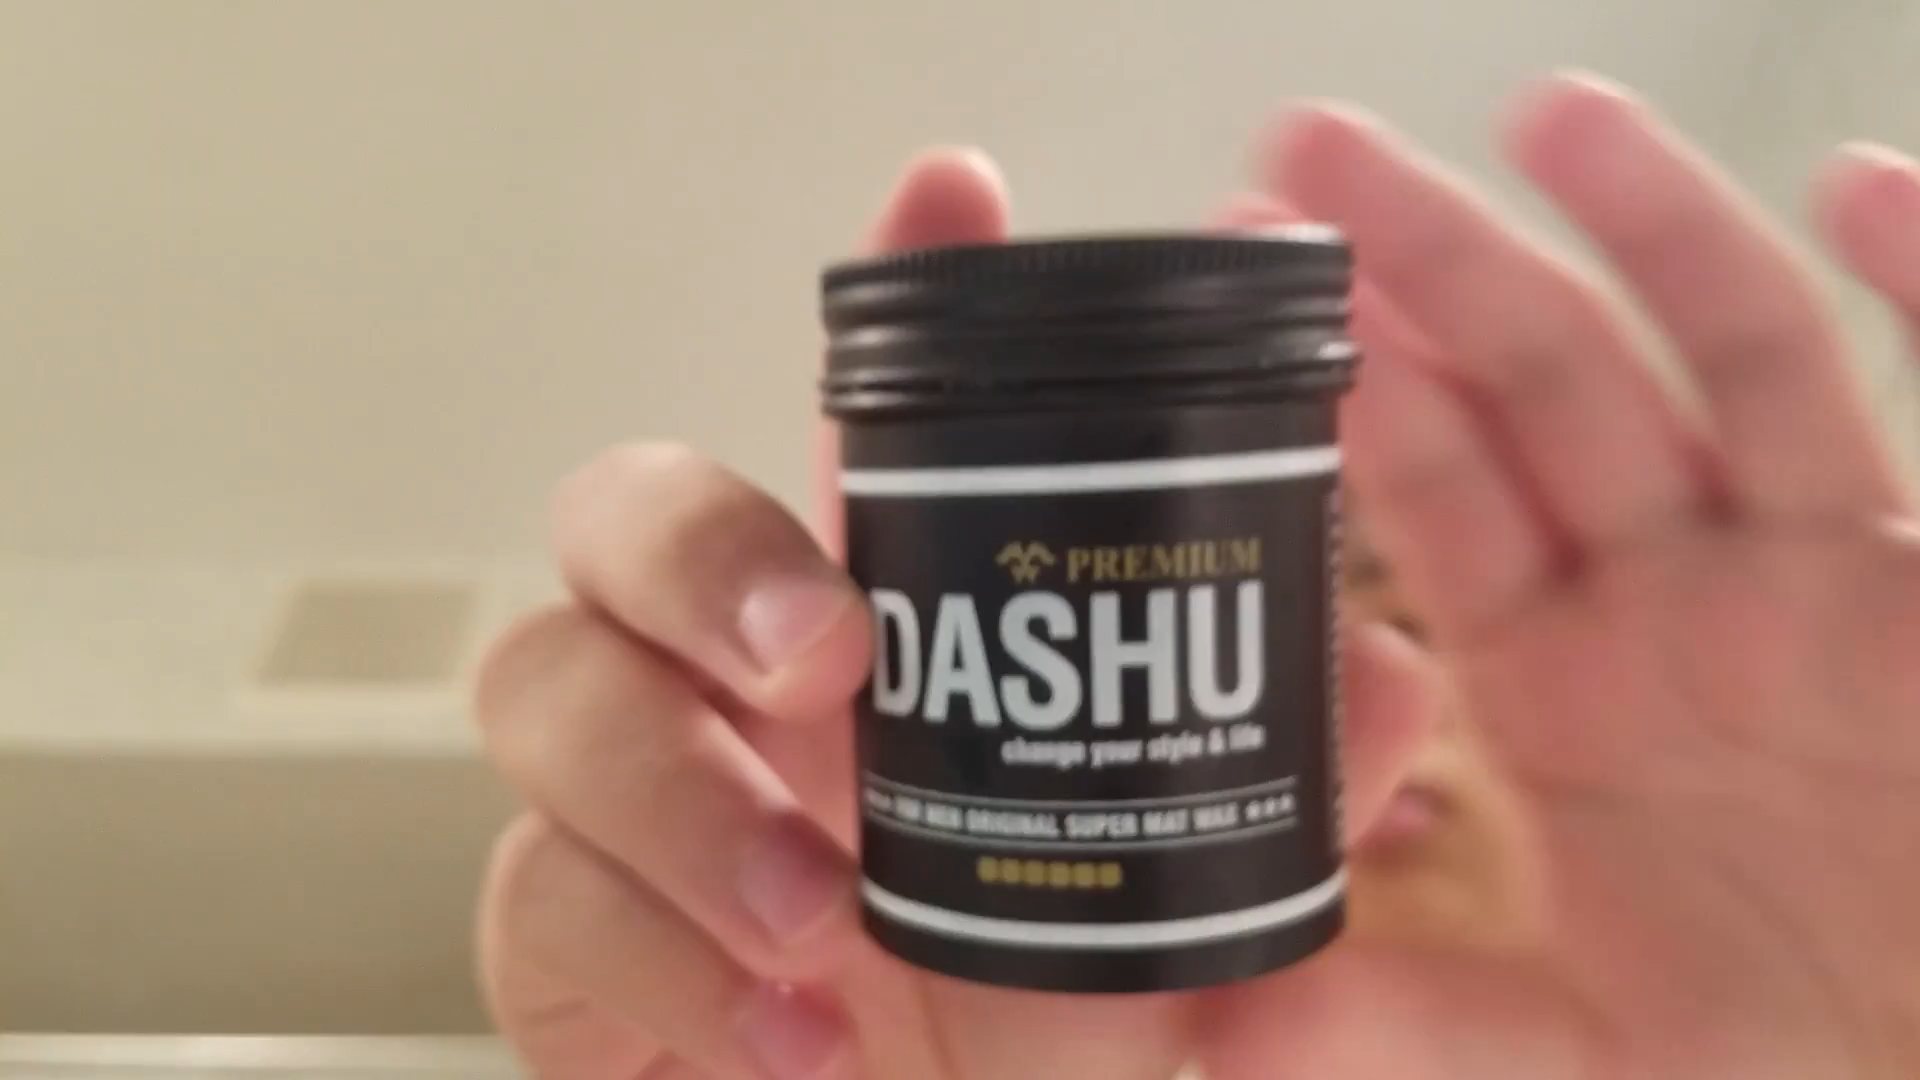 PREMIUM
DASHU
change your style & life
FOR MEN ORIGINAL SUPER MAT WAX ★★★